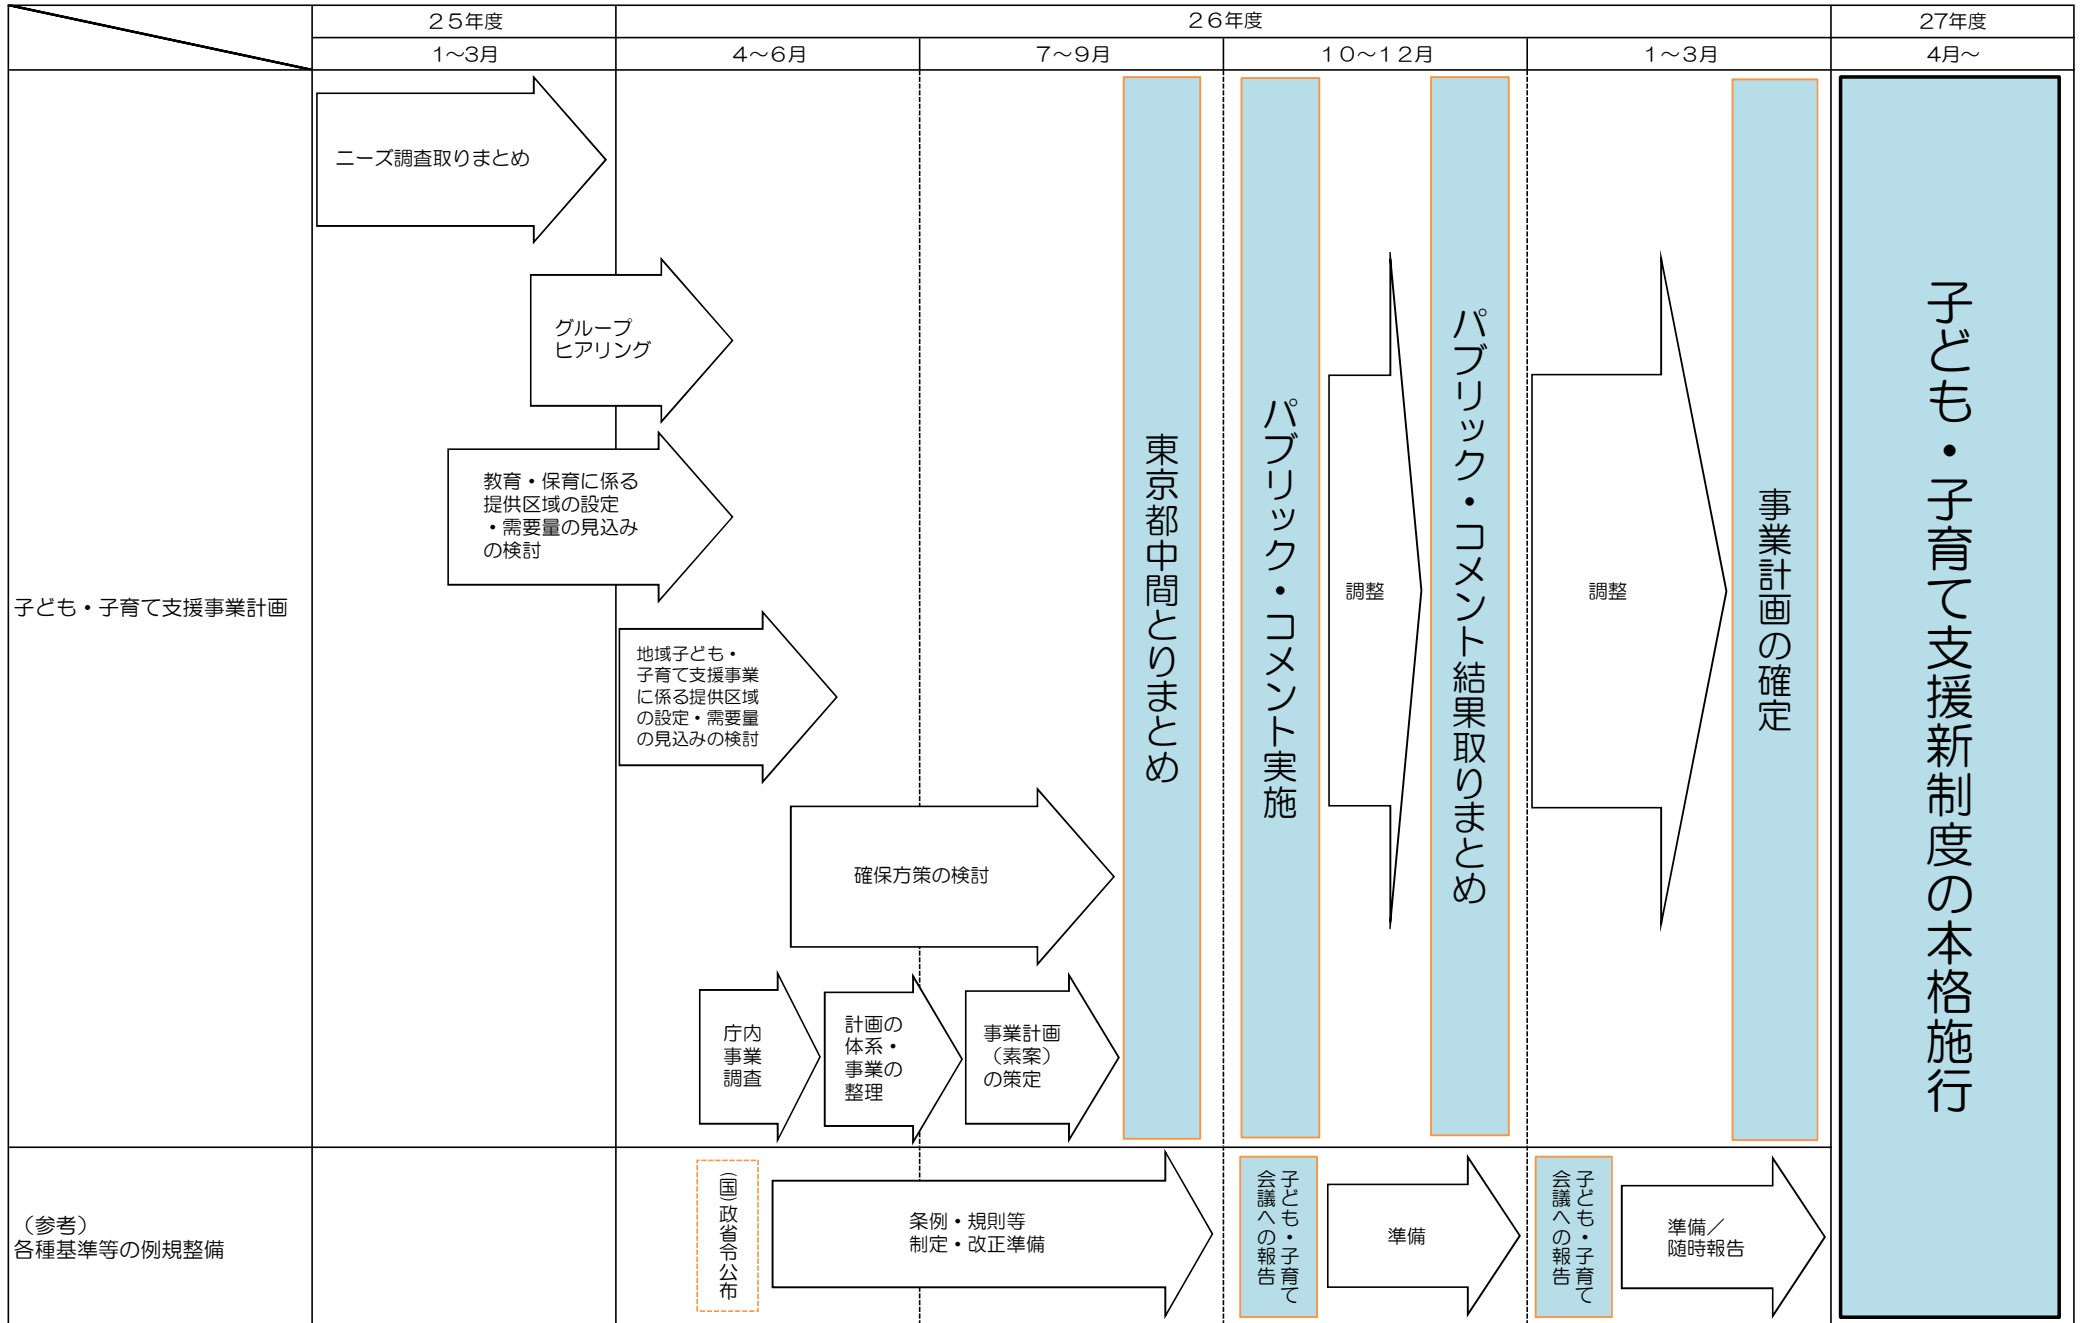 ２５年度
２６年度
27年度
１～３月
４～６月
７～９月
１０～１２月
１～３月
４月～
子ども・子育て支援事業計画
ニーズ調査取りまとめ
グループ
ヒアリング
教育・保育に係る
提供区域の設定
・需要量の見込み
の検討
地域子ども・
子育て支援事業
に係る提供区域
の設定・需要量
の見込みの検討
確保方策の検討
庁内
事業
調査
計画の
体系・
事業の
整理
事業計画
（素案）
の策定
東京都中間とりまとめ
パブリック・コメント実施
調整
パブリック・コメント結果取りまとめ
調整
事業計画の確定
子ども・子育て支援新制度の本格施行
（参考）
各種基準等の例規整備
（国）政省令公布
条例・規則等
制定・改正準備
子ども・子育て
会議への報告
準備
子ども・子育て
会議への報告
準備／
随時報告